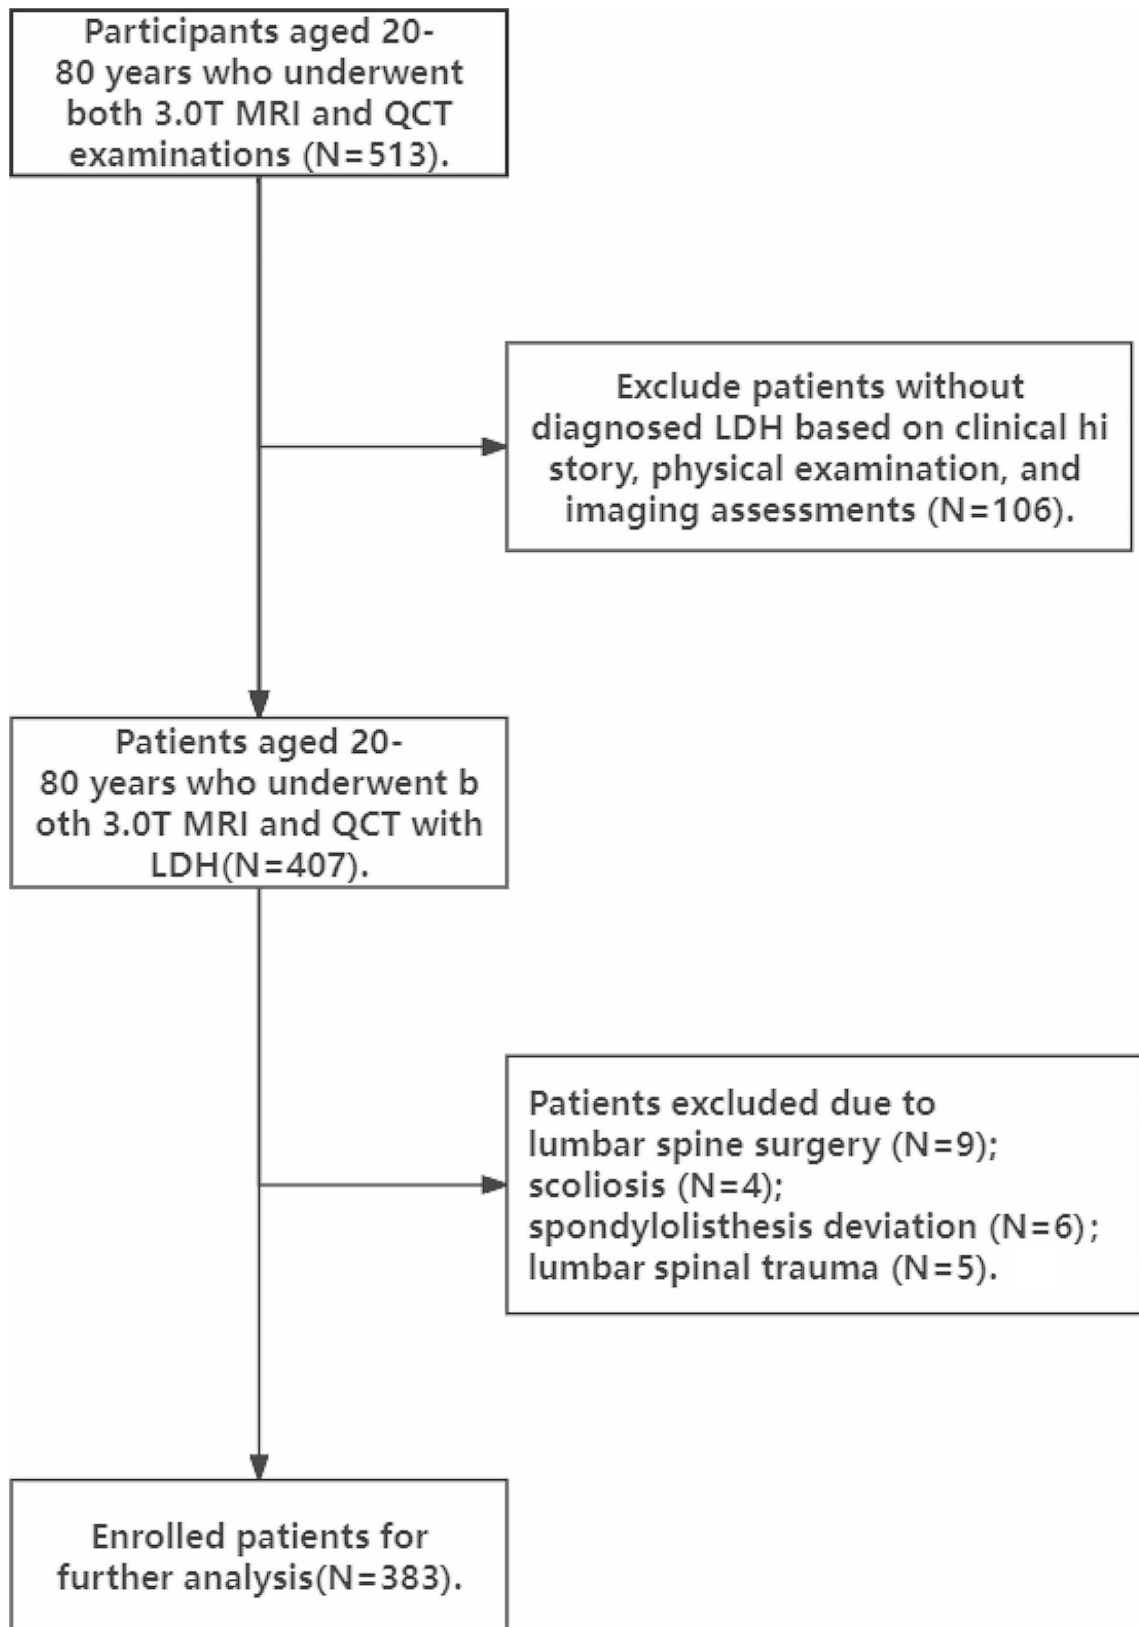 Participants aged 20-
80 years who underwent
both 3.0T MRI and QCT
examinations (N=513).
Exclude patients without
diagnosed LDH based on clinical hi
story, physical examination, and
imaging assessments (N=106).
Patients aged 20-
80 years who underwent b
oth 3.0T MRI and QCT with
LDH(N=407).
Patients excluded due to
lumbar spine surgery (N=9);
scoliosis (N=4);
spondylolisthesis deviation (N=6);
lumbar spinal trauma (N=5).
Enrolled patients for
further analysis(N=383).